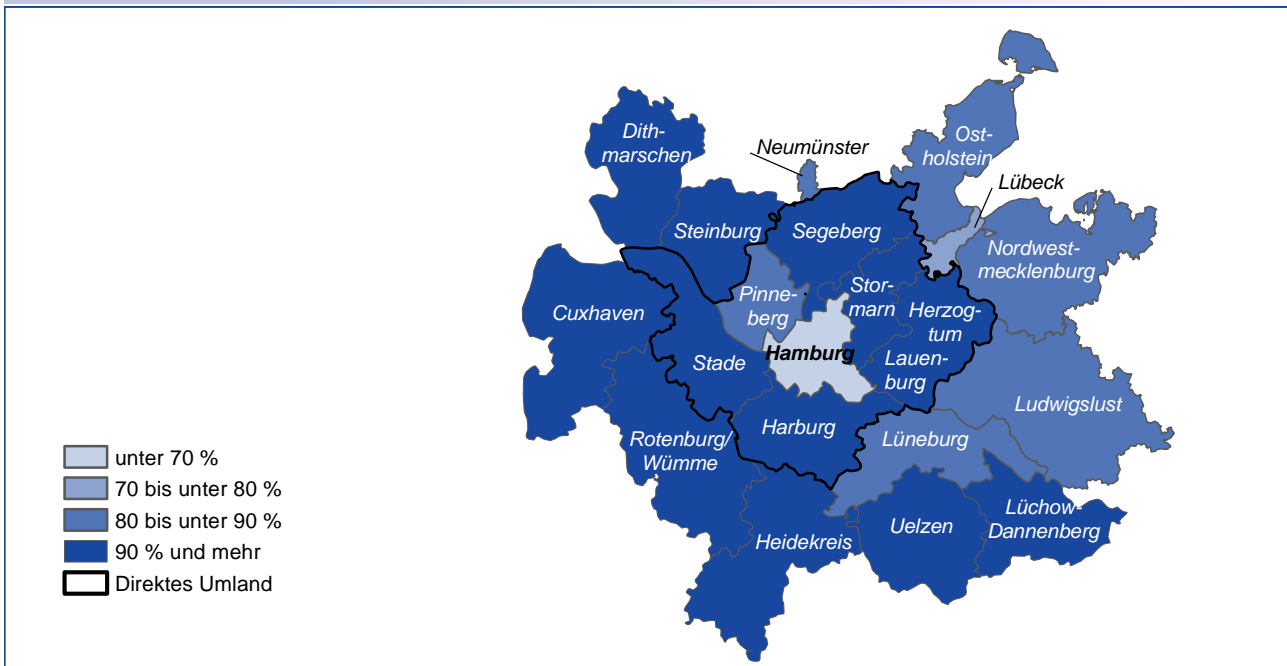 Dith-
marschen
Neumünster
Ost-
holstein
Lübeck
Steinburg
Segeberg
Nordwest-
mecklenburg
Cuxhaven
Pinne-
berg
Stor-
marn
Herzog-
tum
Lauen-
burg
Hamburg
Stade
Ludwigslust
Harburg
Lüneburg
Rotenburg/
Wümme
Lüchow-
Dannenberg
Uelzen
Heidekreis
unter 70 %
70 bis unter 80 %
80 bis unter 90 %
90 % und mehr
Direktes Umland